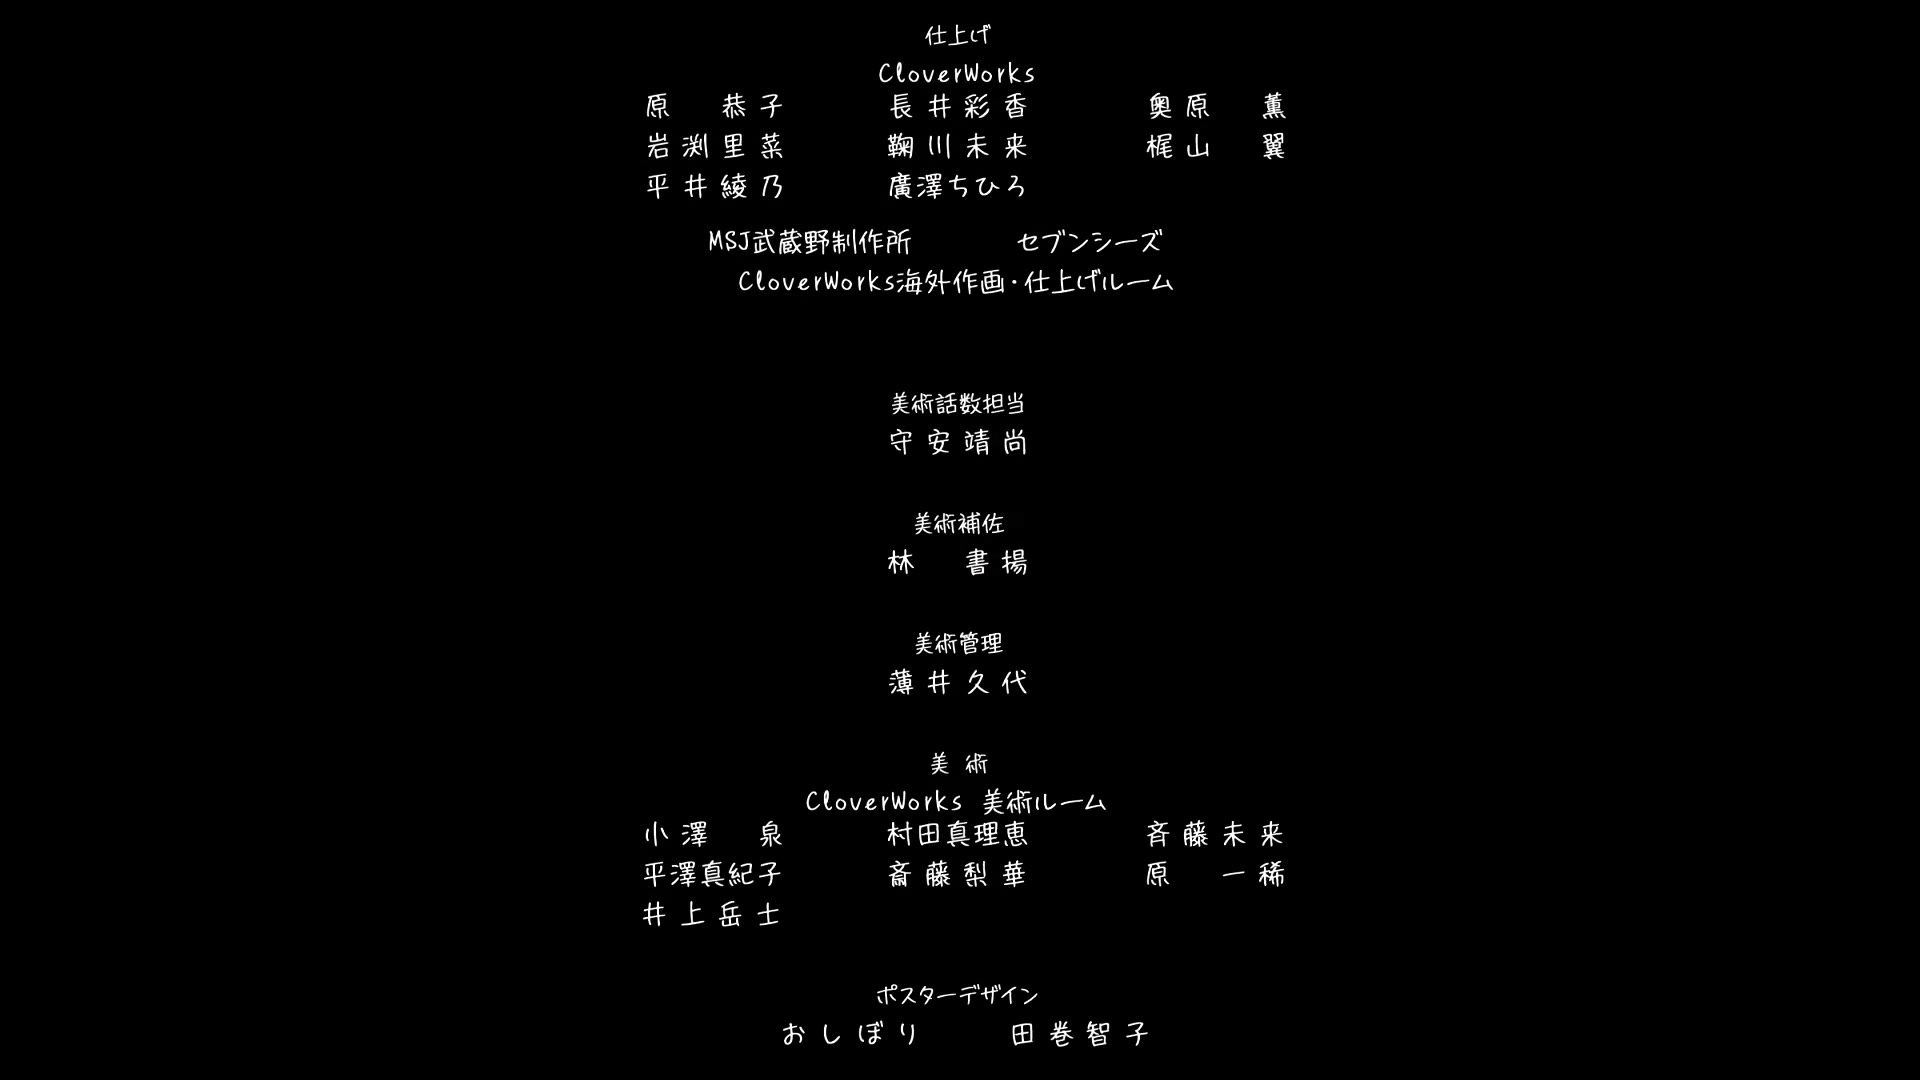 仕上げ
CloverWorks
原　恭子　長井彩香　奥原　薫
岩渕里菜　鞠川未来　梶山　翼
平井綾乃　廣澤ちひろ
MSJ武蔵野制作所　セブンシーズ
CloverWorks海外作画・仕上げルーム
美術話数担当
守安靖尚
美術補佐
林　書揚
美術管理
薄井久代
美術
CloverWorks 美術ルーム
小澤　泉　村田真理恵　斉藤未来
平澤真紀子　斎藤梨華　原　一稀
井上岳士
ポスターデザイン
おしぼり　田巻智子